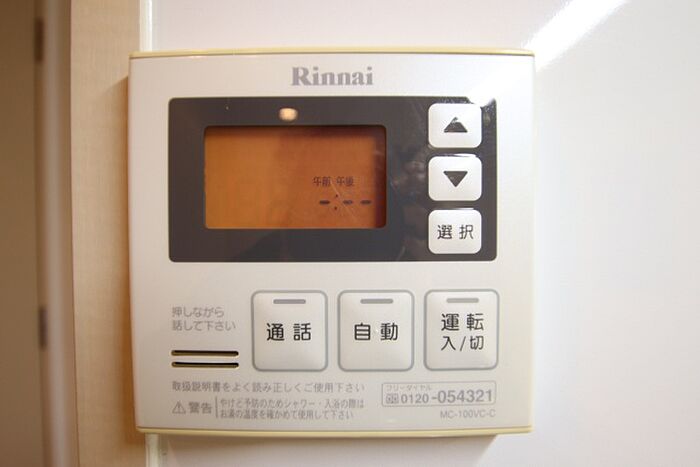 Rinnai
午前 午後
-:--
選択
押しながら
話して下さい
通話
自動
運転
入/切
取扱説明書をよく読み正しくご使用下さい
⚠警告
やけど予防のためシャワー・入浴の際は
お湯の温度を確かめて使用して下さい
フリーダイヤル
0120-054321
MC-100VC-C